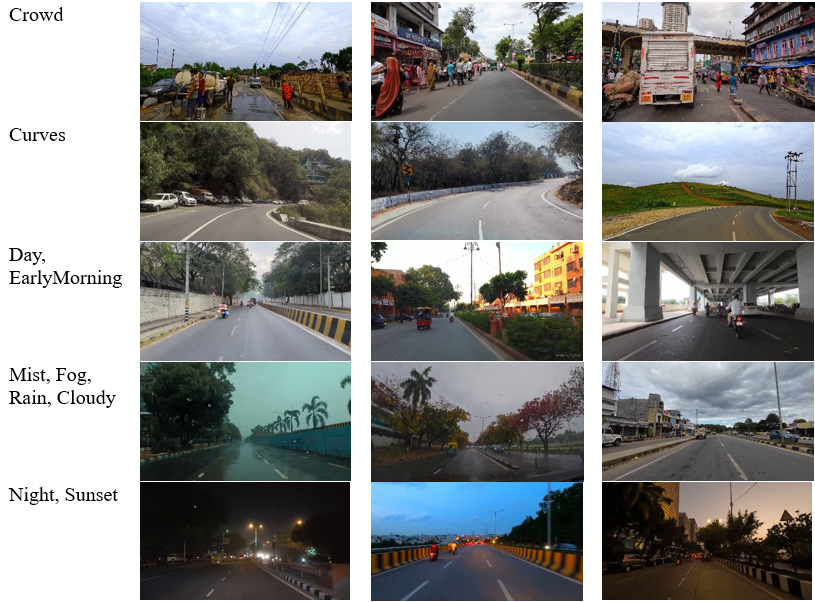 Crowd
Curves
Day,
EarlyMorning
Mist, Fog,
Rain, Cloudy
Night, Sunset